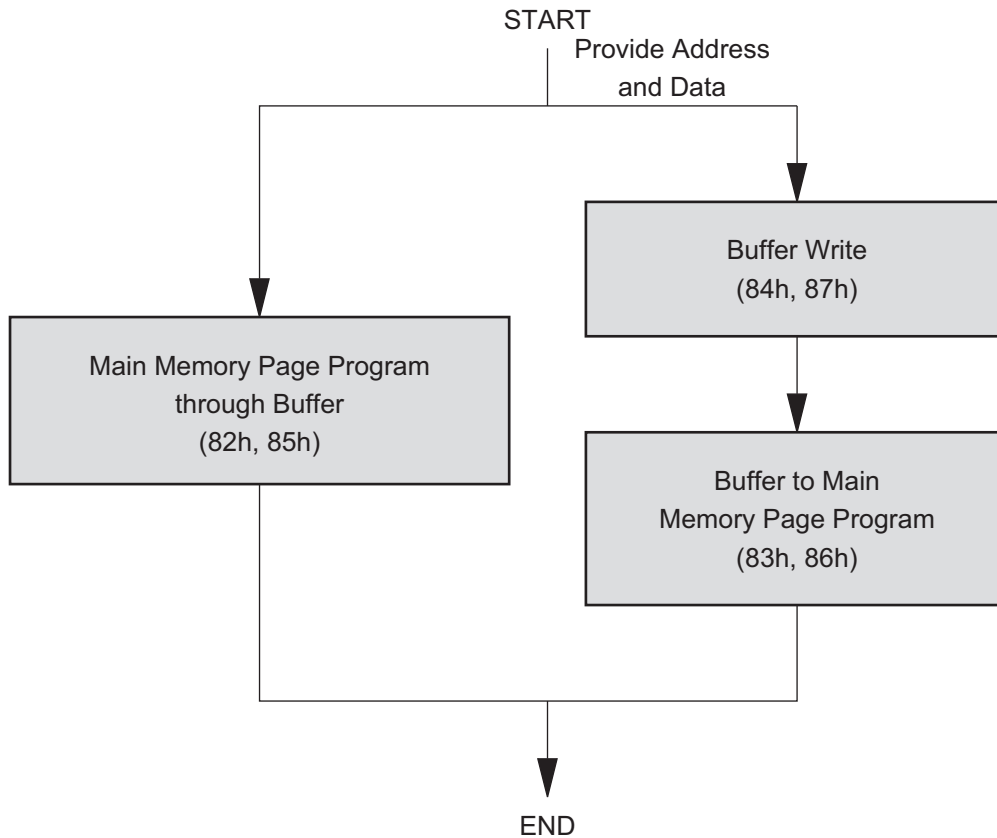 START
Provide Address
and Data
Buffer Write
(84h, 87h)
Main Memory Page Program
through Buffer
(82h, 85h)
Buffer to Main
Memory Page Program
(83h, 86h)
END